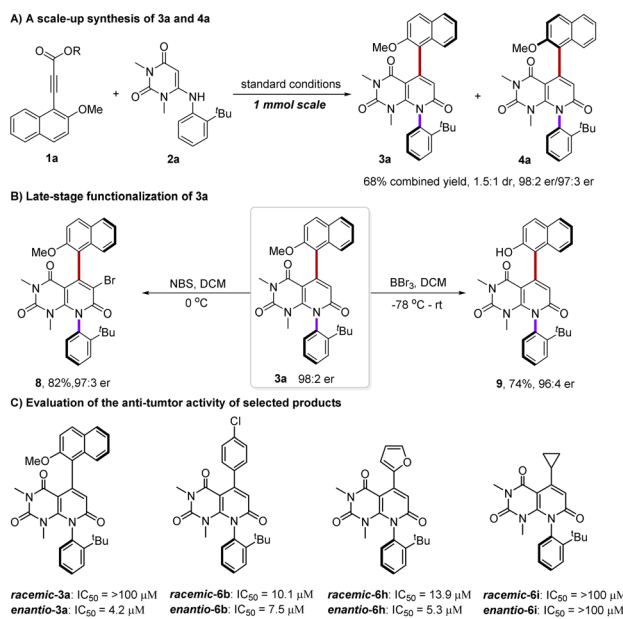 A) A scale-up synthesis of 3a and 4a
CO2R
OMe
1a
+
O
N
O
N
NH
tBu
2a
standard conditions
1 mmol scale
MeO
O
N
O
N
N
O
tBu
3a
+
MeO
O
N
O
N
N
O
tBu
4a
68% combined yield, 1.5:1 dr, 98:2 er/97:3 er
B) Late-stage functionalization of 3a
MeO
O
Br
N
O
N
N
O
tBu
8, 82%,97:3 er
NBS, DCM
0 °C
MeO
O
N
O
N
N
O
tBu
3a 98:2 er
BBr3, DCM
-78 °C - rt
HO
O
N
O
N
N
O
tBu
9, 74%, 96:4 er
C) Evaluation of the anti-tumtor activity of selected products
MeO
O
N
O
N
N
O
tBu
racemic-3a: IC50 = >100 μM
enantio-3a: IC50 = 4.2 μM
Cl
O
N
O
N
N
O
tBu
racemic-6b: IC50 = 10.1 μM
enantio-6b: IC50 = 7.5 μM
O
O
N
O
N
N
O
tBu
racemic-6h: IC50 = 13.9 μM
enantio-6h: IC50 = 5.3 μM
O
N
O
N
N
O
tBu
racemic-6i: IC50 = >100 μM
enantio-6i: IC50 = >100 μM